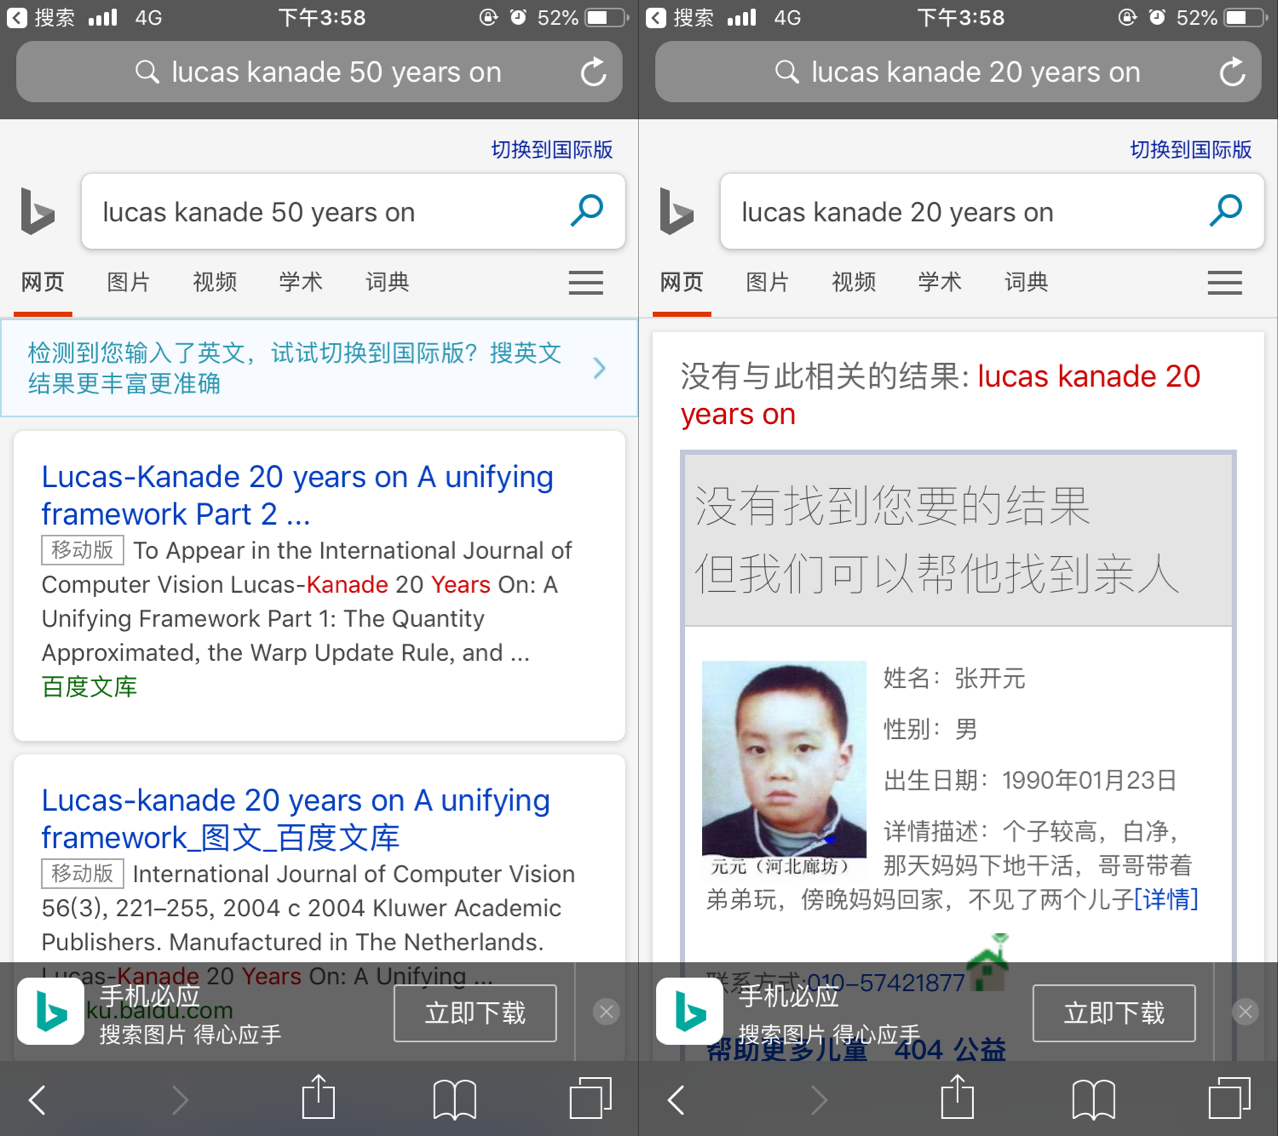 搜索 4G 下午3:58 52%
lucas kanade 50 years on
切换到国际版
lucas kanade 50 years on
网页 图片 视频 学术 词典
检测到您输入了英文，试试切换到国际版？搜英文
结果更丰富更准确
Lucas-Kanade 20 years on A unifying
framework Part 2 ...
移动版 To Appear in the International Journal of
Computer Vision Lucas-Kanade 20 Years On: A
Unifying Framework Part 1: The Quantity
Approximated, the Warp Update Rule, and ...
百度文库
Lucas-kanade 20 years on A unifying
framework_图文_百度文库
移动版 International Journal of Computer Vision
56(3), 221–255, 2004 c 2004 Kluwer Academic
Publishers. Manufactured in The Netherlands.
Lucas-Kanade 20 Years On: A Unifying ...
ku.baidu.com
手机必应
搜索图片 得心应手
立即下载
搜索 4G 下午3:58 52%
lucas kanade 20 years on
切换到国际版
lucas kanade 20 years on
网页 图片 视频 学术 词典
没有与此相关的结果: lucas kanade 20
years on
没有找到您要的结果
但我们可以帮他找到亲人
元元（河北廊坊）
姓名：张开元
性别：男
出生日期：1990年01月23日
详情描述：个子较高，白净，
那天妈妈下地干活，哥哥带着
弟弟玩，傍晚妈妈回家，不见了两个儿子[详情]
联系方式:010-57421877
手机必应
搜索图片 得心应手
立即下载
帮助更多儿童 404 公益